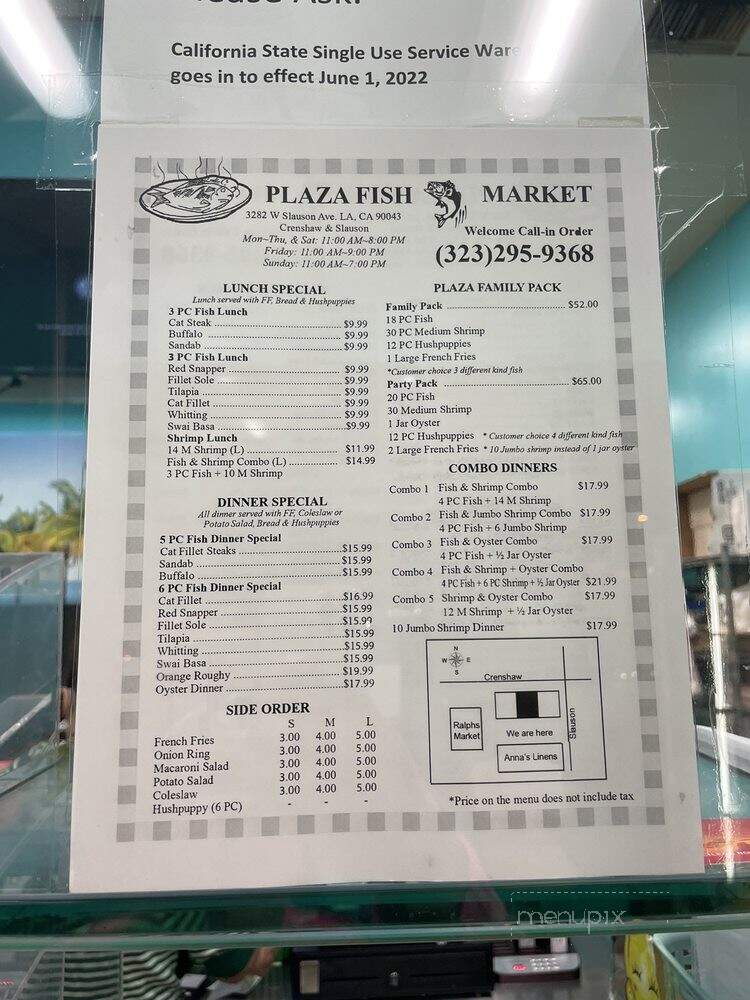 California State Single Use Service Ware
goes in to effect June 1, 2022
PLAZA FISH MARKET
3282 W Slauson Ave. LA, CA 90043
Crenshaw & Slauson
Mon~Thu, & Sat: 11:00 AM~8:00 PM
Friday: 11:00 AM~9:00 PM
Sunday: 11:00 AM~7:00 PM
Welcome Call-in Order
(323)295-9368
LUNCH SPECIAL
Lunch served with FF, Bread & Hushpuppies
3 PC Fish Lunch
Cat Steak $9.99
Buffalo $9.99
Sandab $9.99
3 PC Fish Lunch
Red Snapper $9.99
Fillet Sole $9.99
Tilapia $9.99
Cat Fillet $9.99
Whitting $9.99
Swai Basa $9.99
Shrimp Lunch
14 M Shrimp (L) $11.99
Fish & Shrimp Combo (L) $14.99
3 PC Fish + 10 M Shrimp
DINNER SPECIAL
All dinner served with FF, Coleslaw or
Potato Salad, Bread & Hushpuppies
5 PC Fish Dinner Special
Cat Fillet Steaks $15.99
Sandab $15.99
Buffalo $15.99
6 PC Fish Dinner Special
Cat Fillet $16.99
Red Snapper $15.99
Fillet Sole $15.99
Tilapia $15.99
Whitting $15.99
Swai Basa $15.99
Orange Roughy $19.99
Oyster Dinner $17.99
SIDE ORDER
S M L
French Fries 3.00 4.00 5.00
Onion Ring 3.00 4.00 5.00
Macaroni Salad 3.00 4.00 5.00
Potato Salad 3.00 4.00 5.00
Coleslaw 3.00 4.00 5.00
Hushpuppy (6 PC) - - -
PLAZA FAMILY PACK
Family Pack $52.00
18 PC Fish
30 PC Medium Shrimp
12 PC Hushpuppies
1 Large French Fries
*Customer choice 3 different kind fish
Party Pack $65.00
20 PC Fish
30 Medium Shrimp
1 Jar Oyster
12 PC Hushpuppies * Customer choice 4 different kind fish
2 Large French Fries * 10 Jumbo shrimp instead of 1 jar oyster
COMBO DINNERS
Combo 1 Fish & Shrimp Combo $17.99
4 PC Fish + 14 M Shrimp
Combo 2 Fish & Jumbo Shrimp Combo $17.99
4 PC Fish + 6 Jumbo Shrimp
Combo 3 Fish & Oyster Combo $17.99
4 PC Fish + ½ Jar Oyster
Combo 4 Fish & Shrimp + Oyster Combo
4 PC Fish + 6 PC Shrimp + ½ Jar Oyster $21.99
Combo 5 Shrimp & Oyster Combo $17.99
12 M Shrimp + ½ Jar Oyster
10 Jumbo Shrimp Dinner $17.99
N
W E
S
Crenshaw
Slauson
Ralphs
Market
We are here
Anna's Linens
*Price on the menu does not include tax
menupix